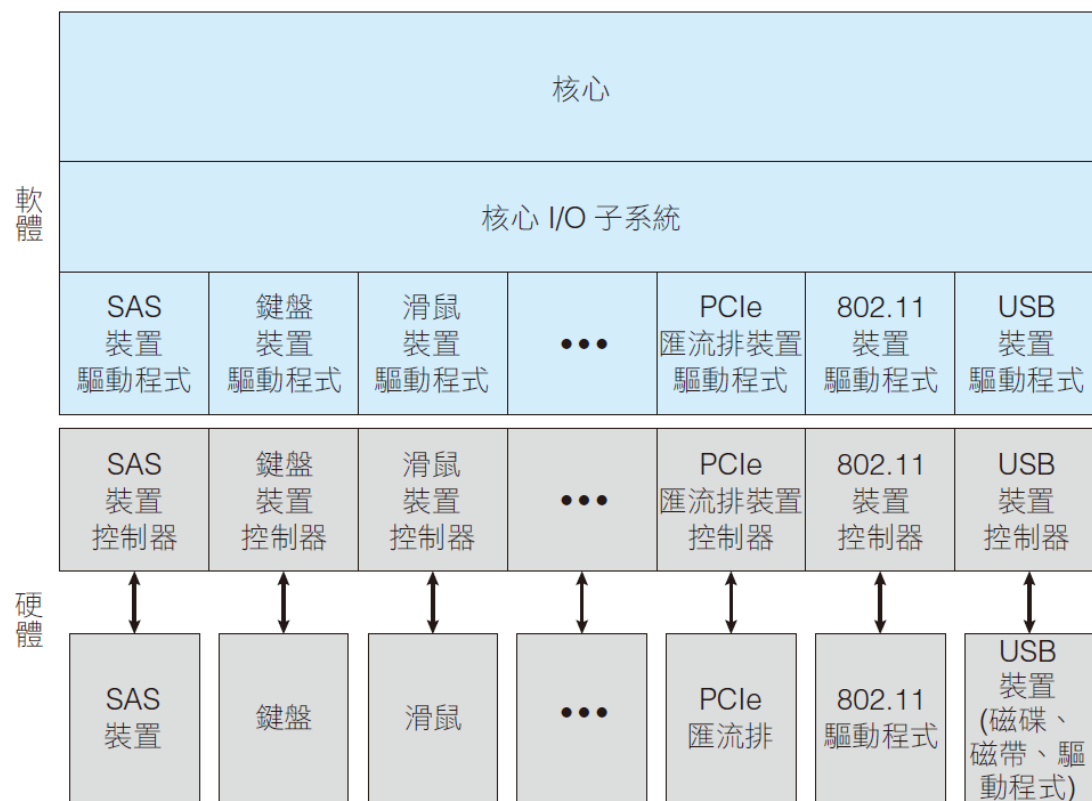 核心
核心 I/O 子系統
軟體
SAS
裝置
驅動程式
鍵盤
裝置
驅動程式
滑鼠
裝置
驅動程式
•••
PCIe
匯流排裝置
驅動程式
802.11
裝置
驅動程式
USB
裝置
驅動程式
SAS
裝置
控制器
鍵盤
裝置
控制器
滑鼠
裝置
控制器
•••
PCIe
匯流排裝置
控制器
802.11
裝置
控制器
USB
裝置
控制器
硬體
SAS
裝置
鍵盤
滑鼠
•••
PCIe
匯流排
802.11
驅動程式
USB
裝置
(磁碟、
磁帶、驅
動程式)